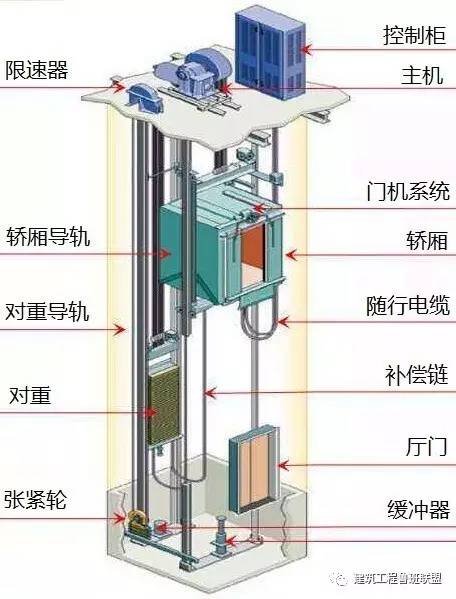 控制柜
限速器
主机
门机系统
轿厢导轨
轿厢
对重导轨
随行电缆
补偿链
对重
厅门
张紧轮
缓冲器
建筑工程鲁班联盟